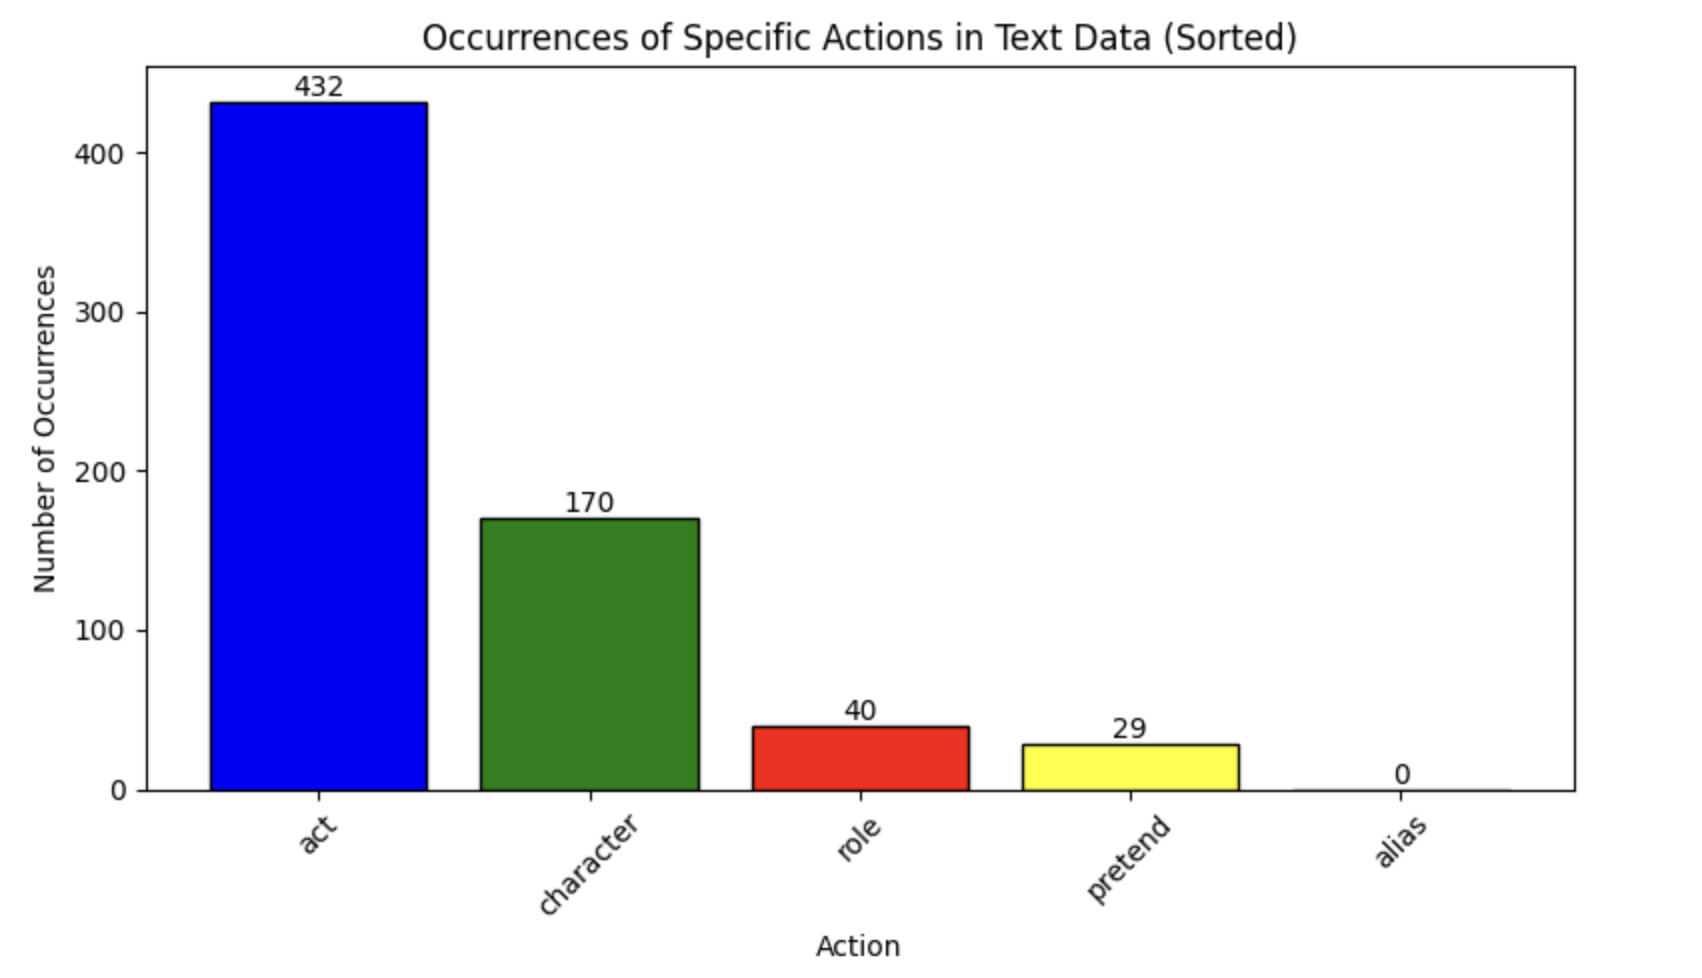 Occurrences of Specific Actions in Text Data (Sorted)
Number of Occurrences
400
300
200
100
0
432
170
40
29
0
act
character
role
pretend
alias
Action